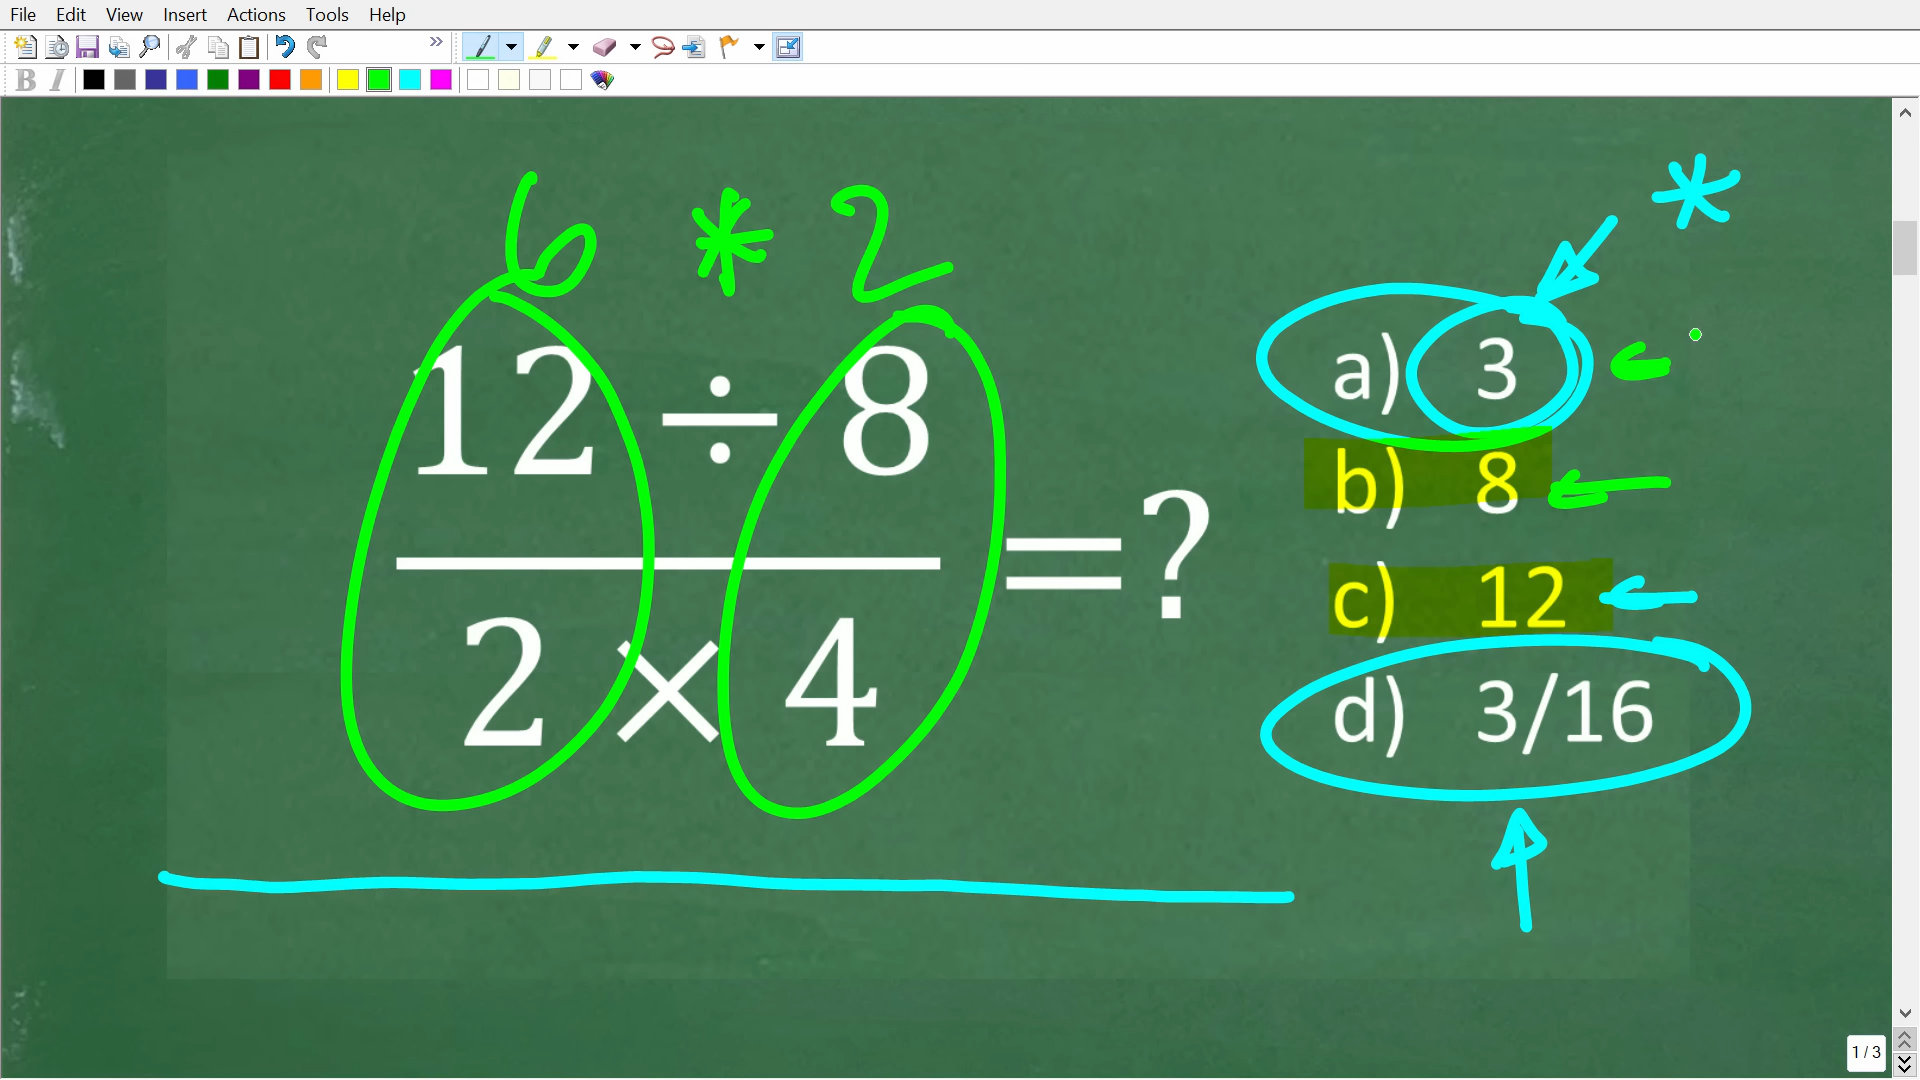 File Edit View Insert Actions Tools Help
B I
6 * 2
*
12 ÷ 8
2 × 4
= ?
a) 3
b) 8
c) 12
d) 3/16
1 / 3